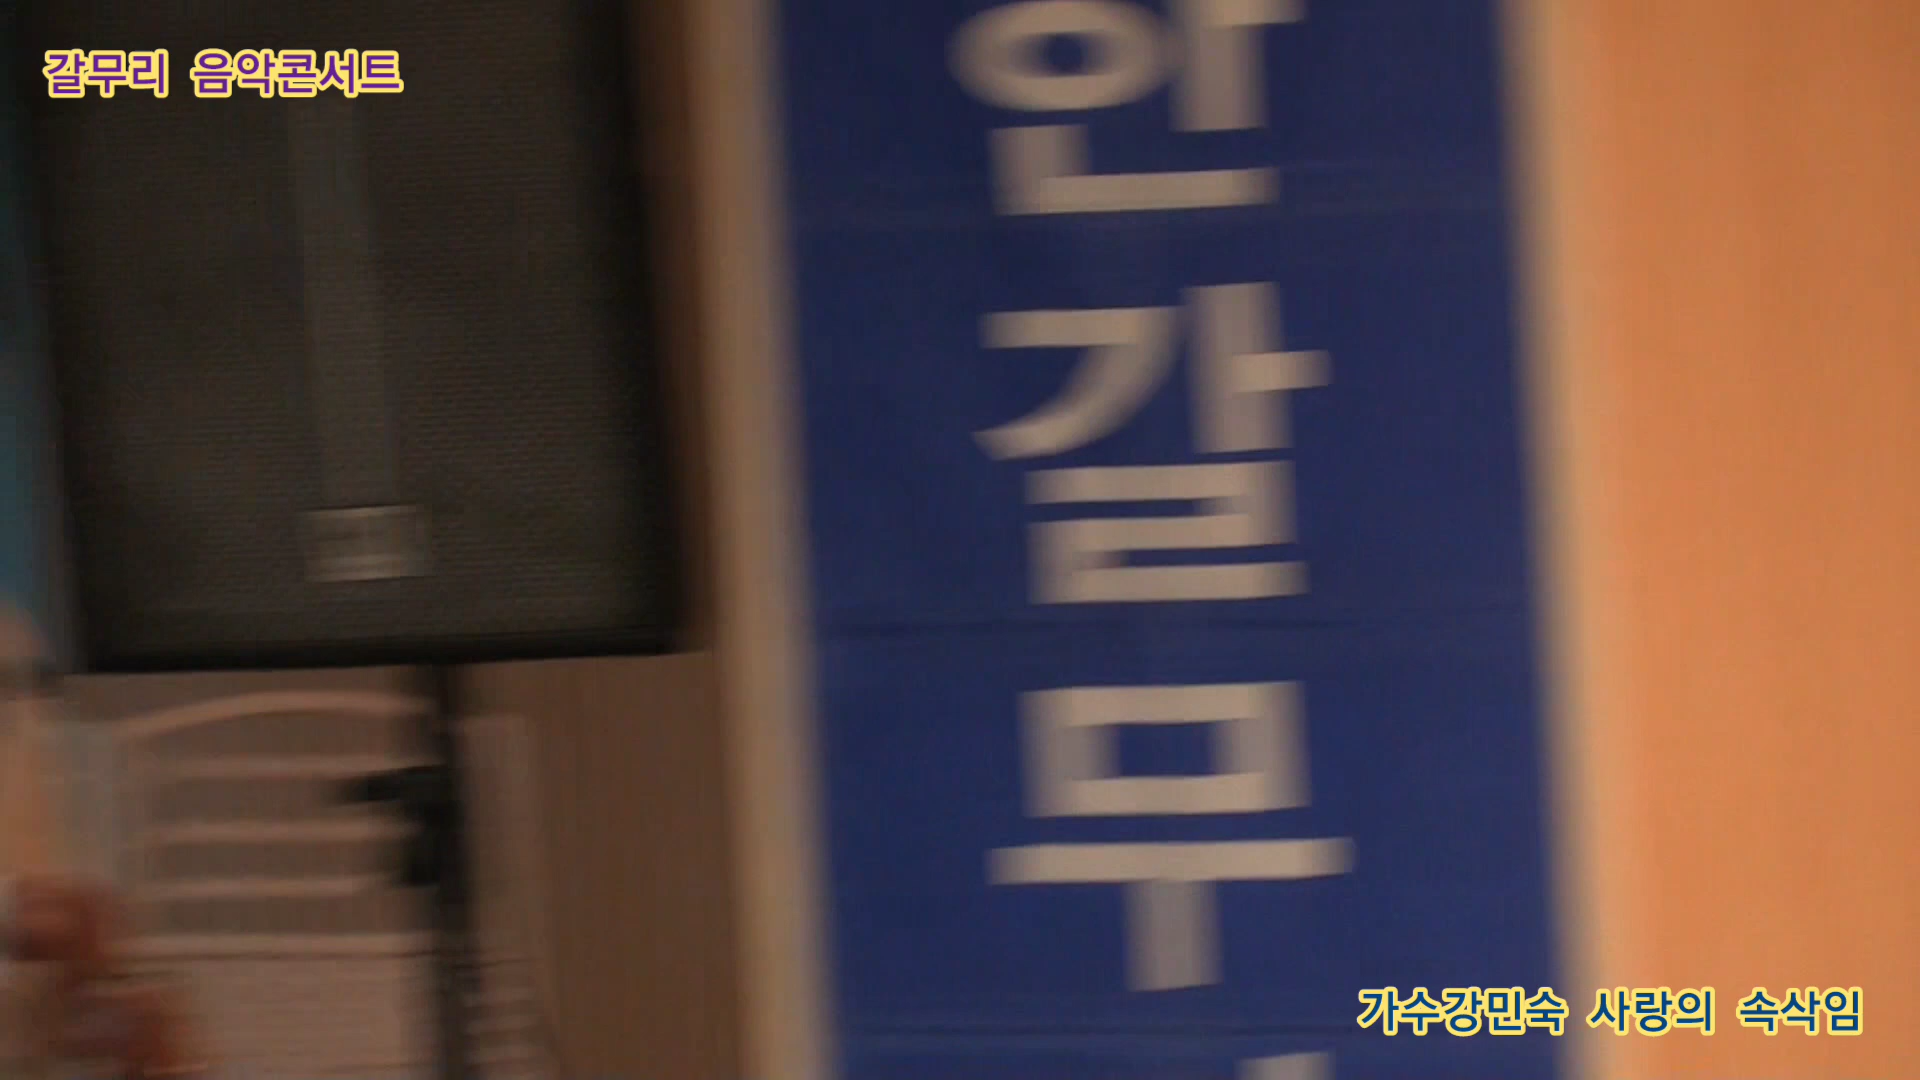 갈무리 음악콘서트
갈
무
가수강민숙 사랑의 속삭임